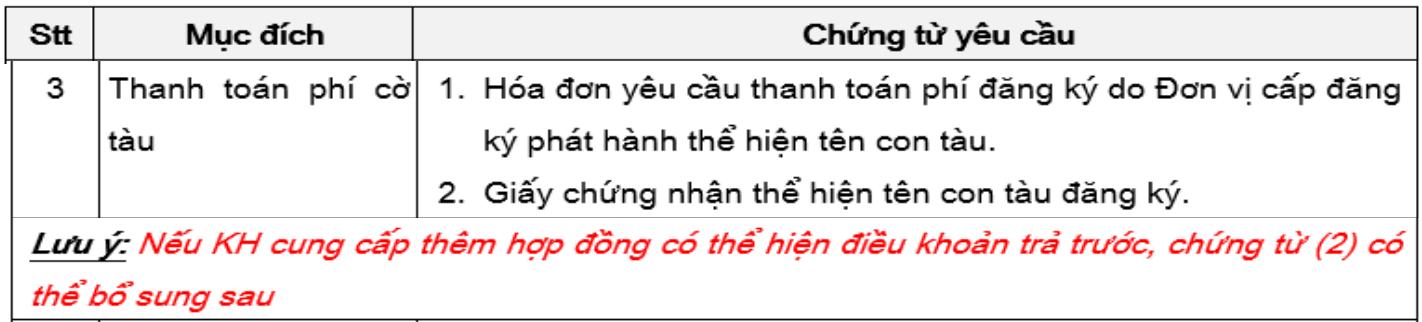 Stt Mục đích Chứng từ yêu cầu
3 Thanh toán phí cờ 1. Hóa đơn yêu cầu thanh toán phí đăng ký do Đơn vị cấp đăng
tàu ký phát hành thể hiện tên con tàu.
2. Giấy chứng nhận thể hiện tên con tàu đăng ký.
Lưu ý: Nếu KH cung cấp thêm hợp đồng có thể hiện điều khoản trả trước, chứng từ (2) có
thể bổ sung sau